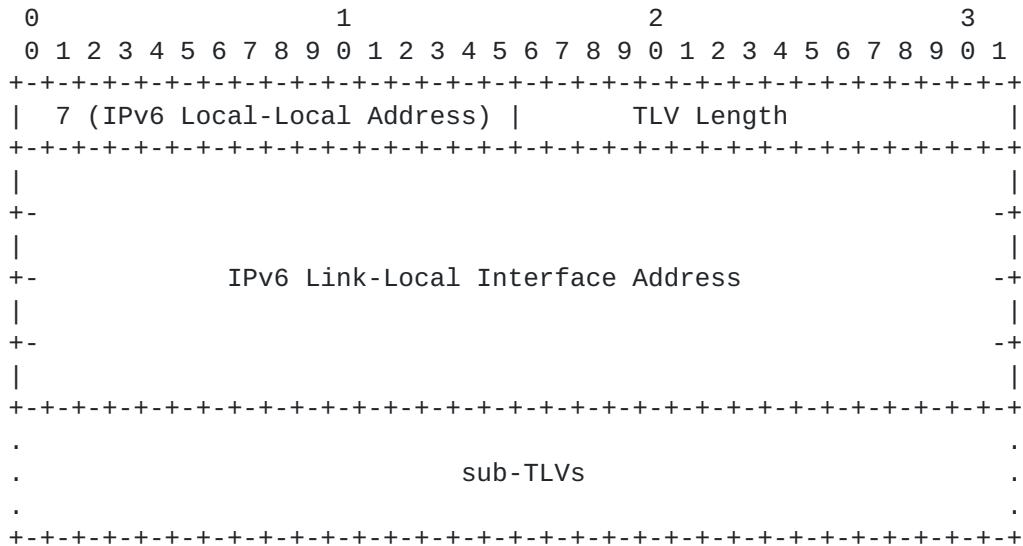 0                   1                   2                   3
 0 1 2 3 4 5 6 7 8 9 0 1 2 3 4 5 6 7 8 9 0 1 2 3 4 5 6 7 8 9 0 1
+-+-+-+-+-+-+-+-+-+-+-+-+-+-+-+-+-+-+-+-+-+-+-+-+-+-+-+-+-+-+-+-+
|  7 (IPv6 Local-Local Address) |       TLV Length              |
+-+-+-+-+-+-+-+-+-+-+-+-+-+-+-+-+-+-+-+-+-+-+-+-+-+-+-+-+-+-+-+-+
|                                                               |
+-                                                             -+
|                                                               |
+-            IPv6 Link-Local Interface Address                -+
|                                                               |
+-                                                             -+
|                                                               |
+-+-+-+-+-+-+-+-+-+-+-+-+-+-+-+-+-+-+-+-+-+-+-+-+-+-+-+-+-+-+-+-+
.                                                               .
.                            sub-TLVs                           .
.                                                               .
+-+-+-+-+-+-+-+-+-+-+-+-+-+-+-+-+-+-+-+-+-+-+-+-+-+-+-+-+-+-+-+-+